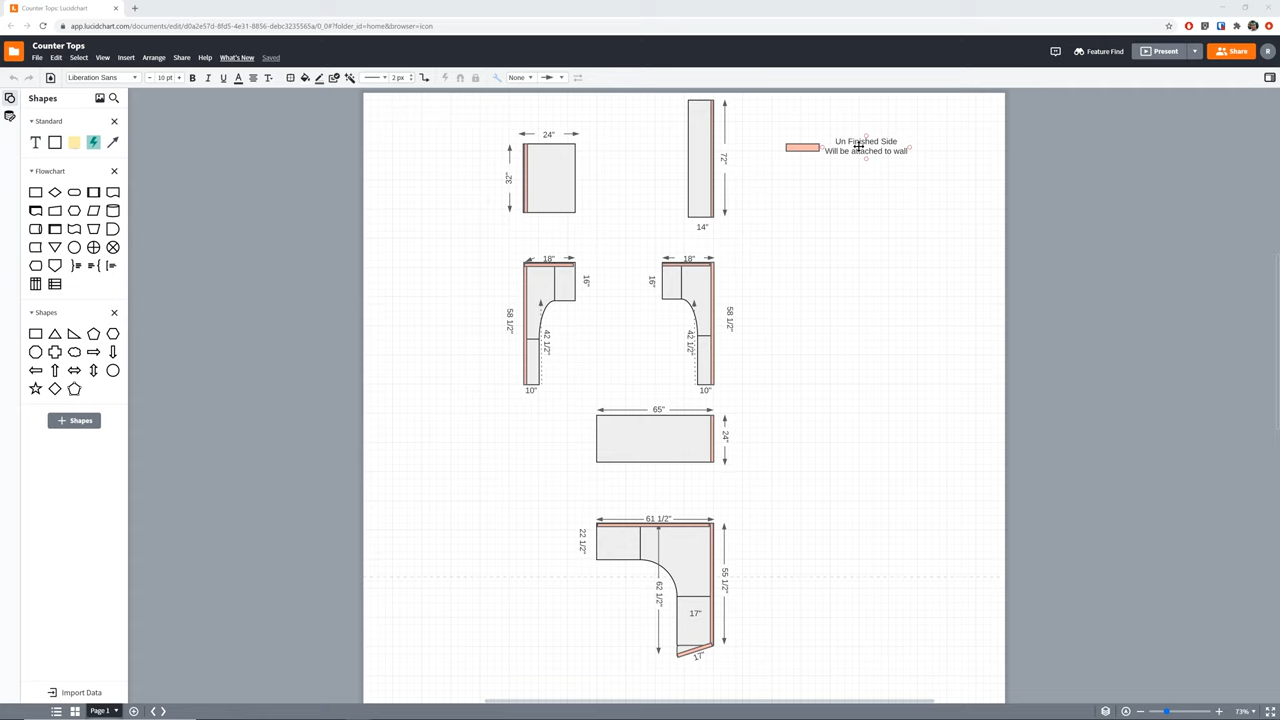 Counter Tops
app.lucidchart.com/documents/edit/d0a2e57d-8fd5-4e31-8856-debc3235565a/0_0#?folder_id=home&browser=icon
Counter Tops
File Edit Select View Insert Arrange Share Help What's New Saved
Feature Find
Present
Share
R
Liberation Sans
10 pt
B I U A T
2 px
None
Shapes
Standard
T
Flowchart
Shapes
+ Shapes
Import Data
24"
32"
72"
14"
Un Finished Side
Will be attached to wall
18"
16"
58 1/2"
42 1/2"
10"
18"
16"
58 1/2"
42 1/2"
10"
65"
24"
61 1/2"
22 1/2"
55 1/2"
62 1/2"
17"
17"
Page 1
73%